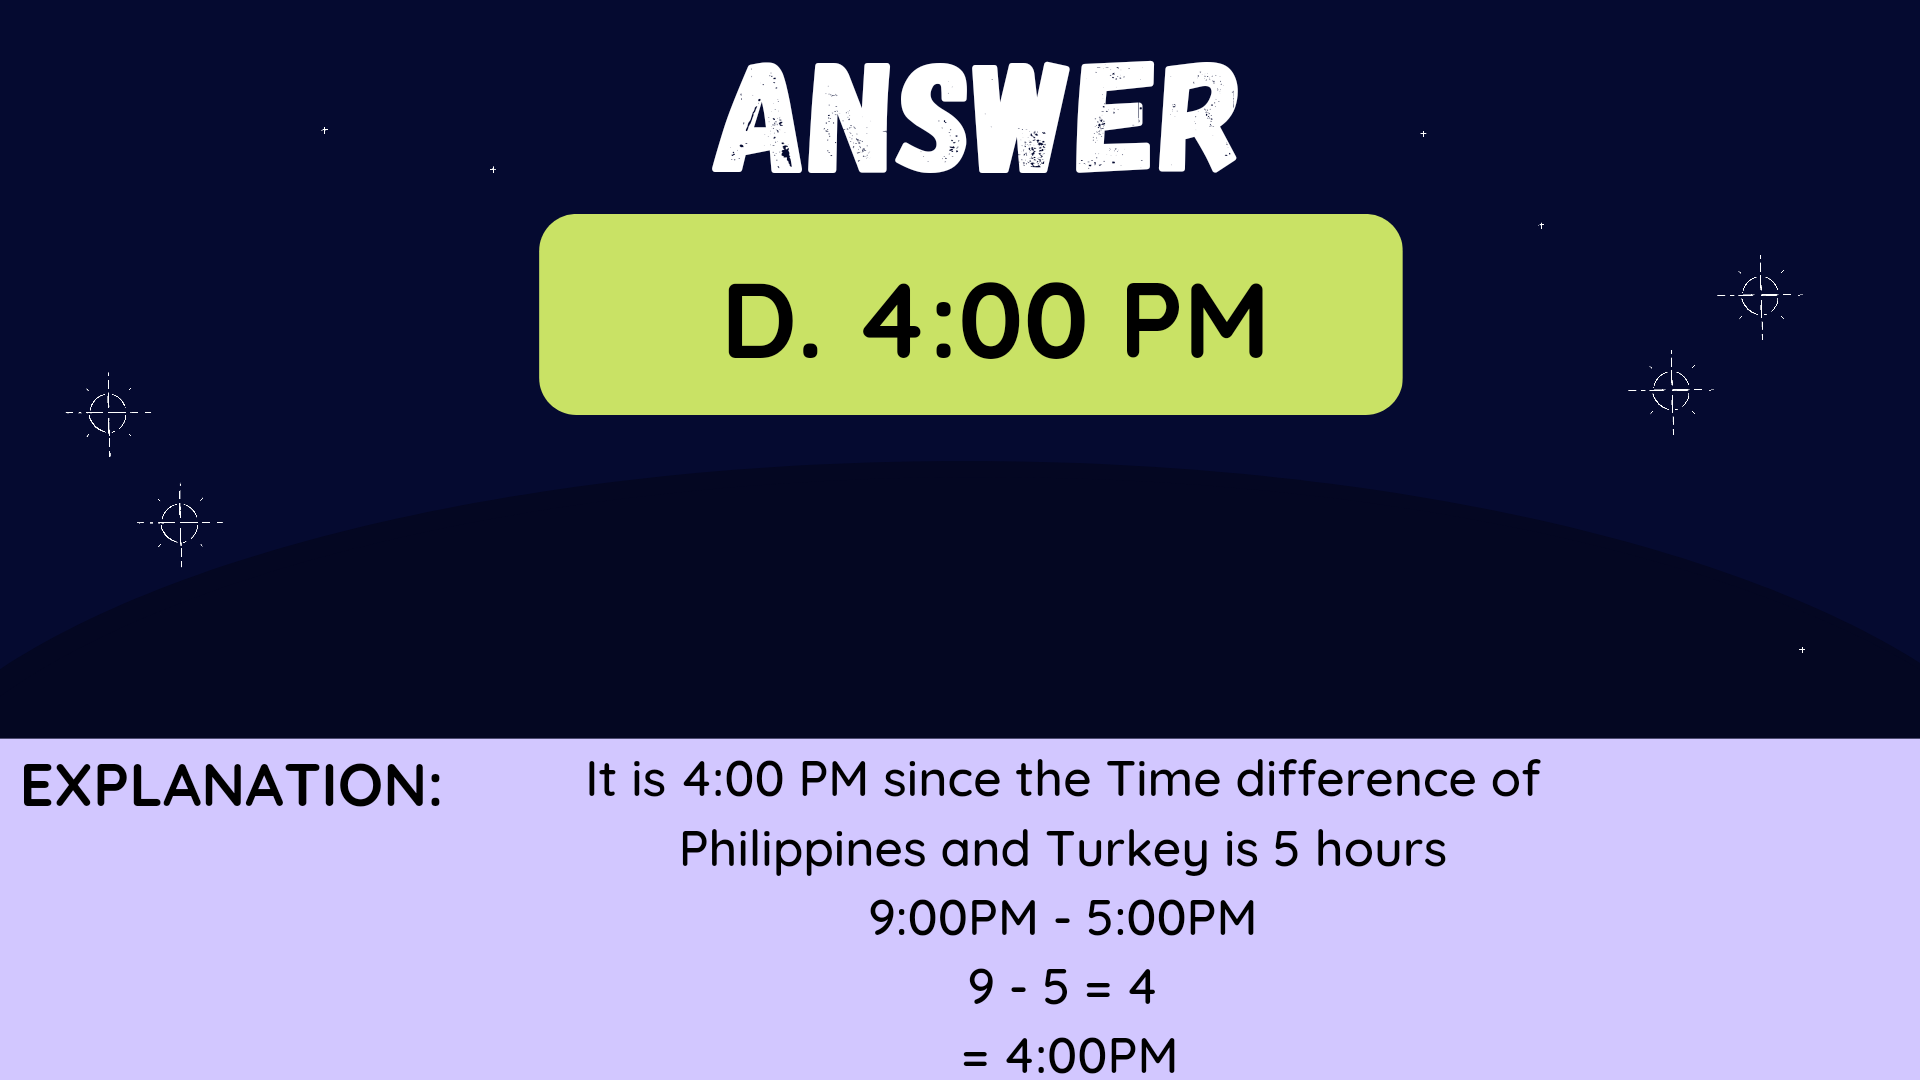 ANSWER
D. 4:00 PM
EXPLANATION:
It is 4:00 PM since the Time difference of
Philippines and Turkey is 5 hours
9:00PM - 5:00PM
9 - 5 = 4
= 4:00PM